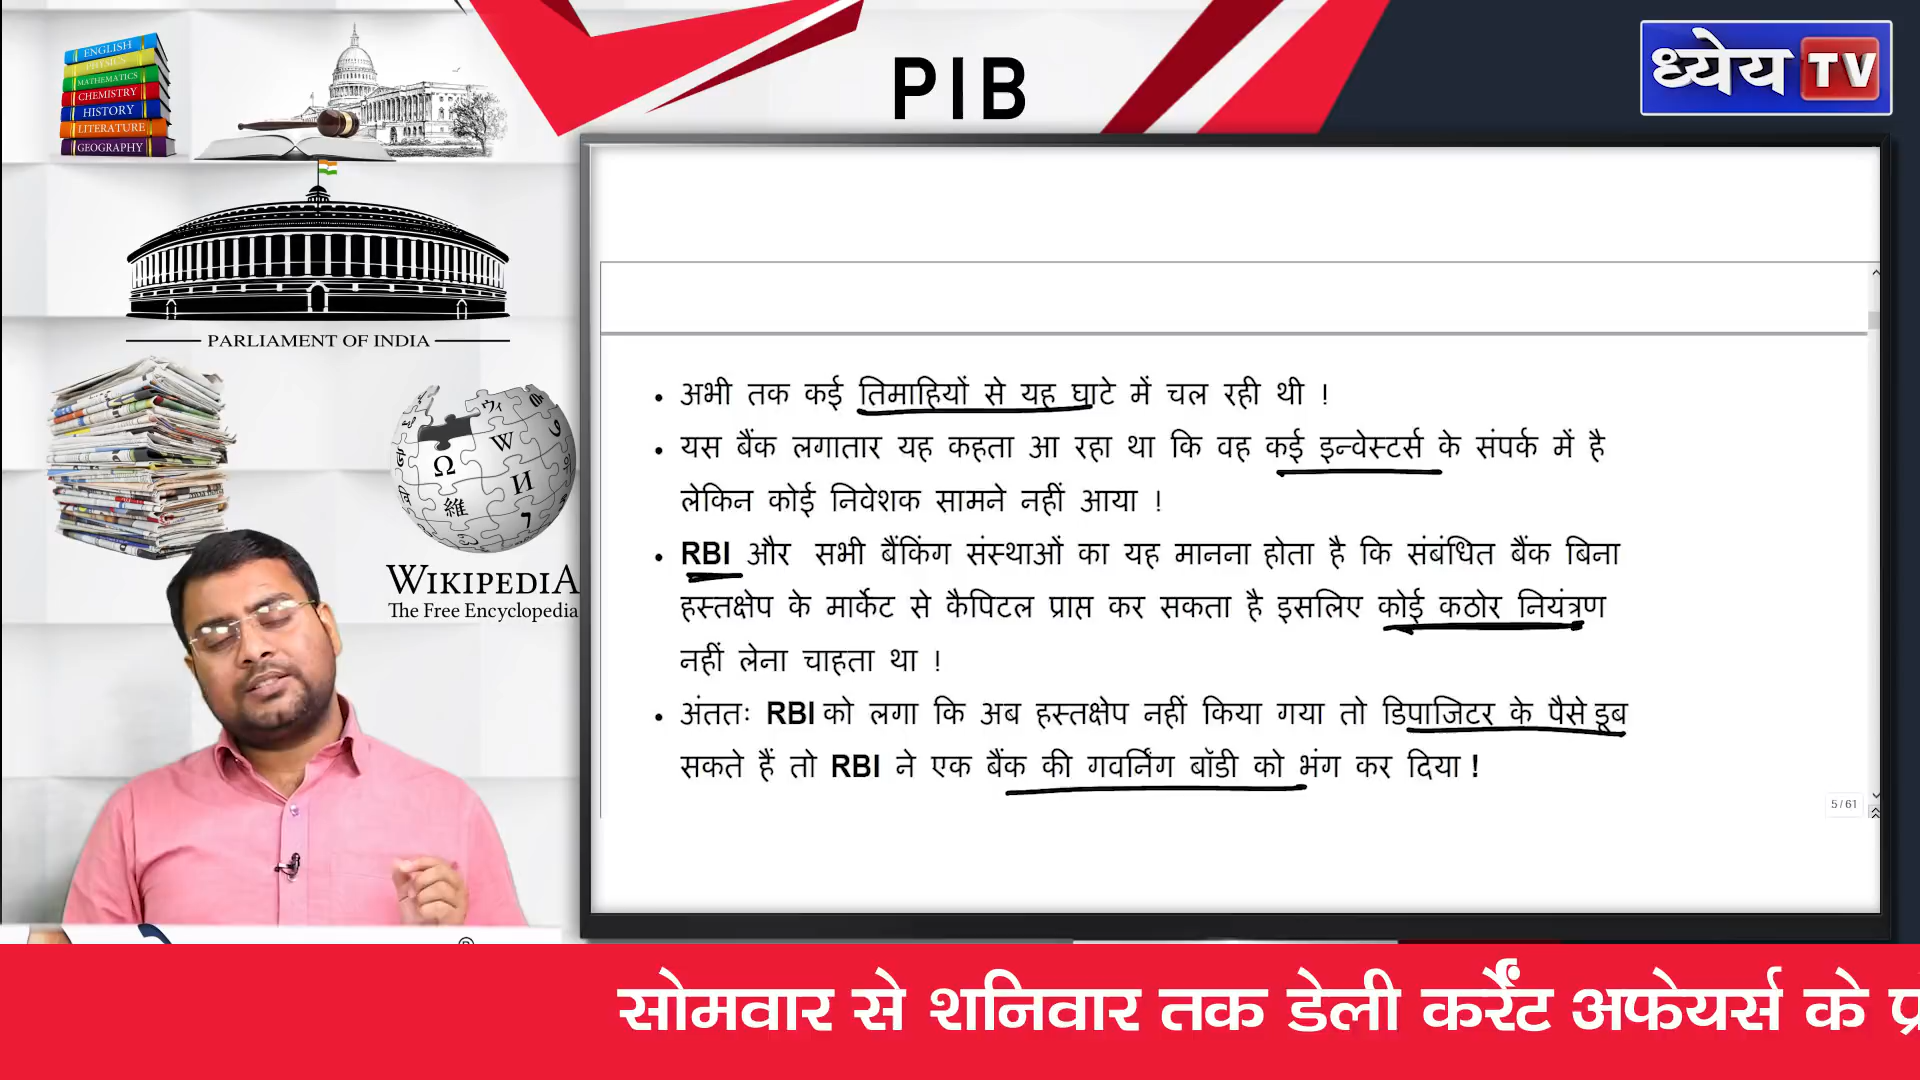 ENGLISH
PHYSICS
MATHEMATICS
CHEMISTRY
HISTORY
LITERATURE
GEOGRAPHY
PIB
ध्येय TV
PARLIAMENT OF INDIA
Ω W И 維 7
WIKIPEDIA
The Free Encyclopedia
• अभी तक कई तिमाहियों से यह घाटे में चल रही थी !
• यस बैंक लगातार यह कहता आ रहा था कि वह कई इन्वेस्टर्स के संपर्क में है
लेकिन कोई निवेशक सामने नहीं आया !
• RBI और सभी बैंकिंग संस्थाओं का यह मानना होता है कि संबंधित बैंक बिना
हस्तक्षेप के मार्केट से कैपिटल प्राप्त कर सकता है इसलिए कोई कठोर नियंत्रण
नहीं लेना चाहता था !
• अंततः RBI को लगा कि अब हस्तक्षेप नहीं किया गया तो डिपाजिटर के पैसे डूब
सकते हैं तो RBI ने एक बैंक की गवर्निंग बॉडी को भंग कर दिया !
5 / 61
सोमवार से शनिवार तक डेली करेंट अफेयर्स के